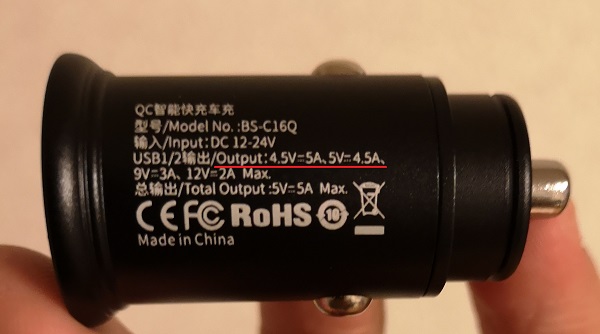 QC智能快充车充
型号/Model No.:BS-C16Q
输入/Input:DC 12-24V
USB1/2输出/Output:4.5V=5A、5V=4.5A、
9V=3A、12V=2A Max.
总输出/Total Output:5V=5A Max.
CE FC RoHS 10
Made in China